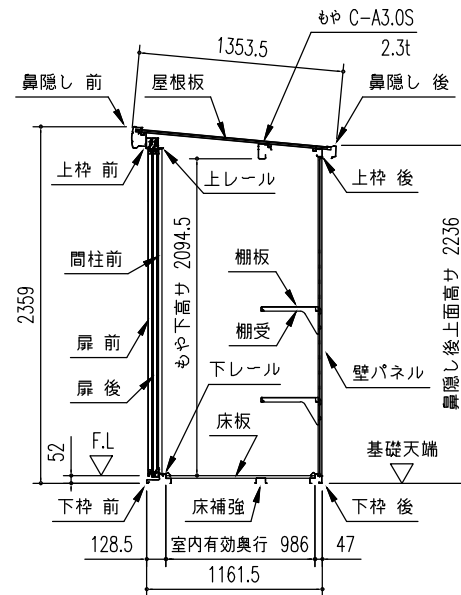 もや C-A3.0S
2.3t
1353.5
鼻隠し 前
屋根板
鼻隠し 後
上枠 前
上レール
上枠 後
間柱前
もや下高サ 2094.5
棚板
棚受
鼻隠し後上面高サ 2236
2359
扉 前
扉 後
下レール
壁パネル
床板
52
F.L
基礎天端
下枠 前
床補強
下枠 後
128.5
室内有効奥行 986
47
1161.5